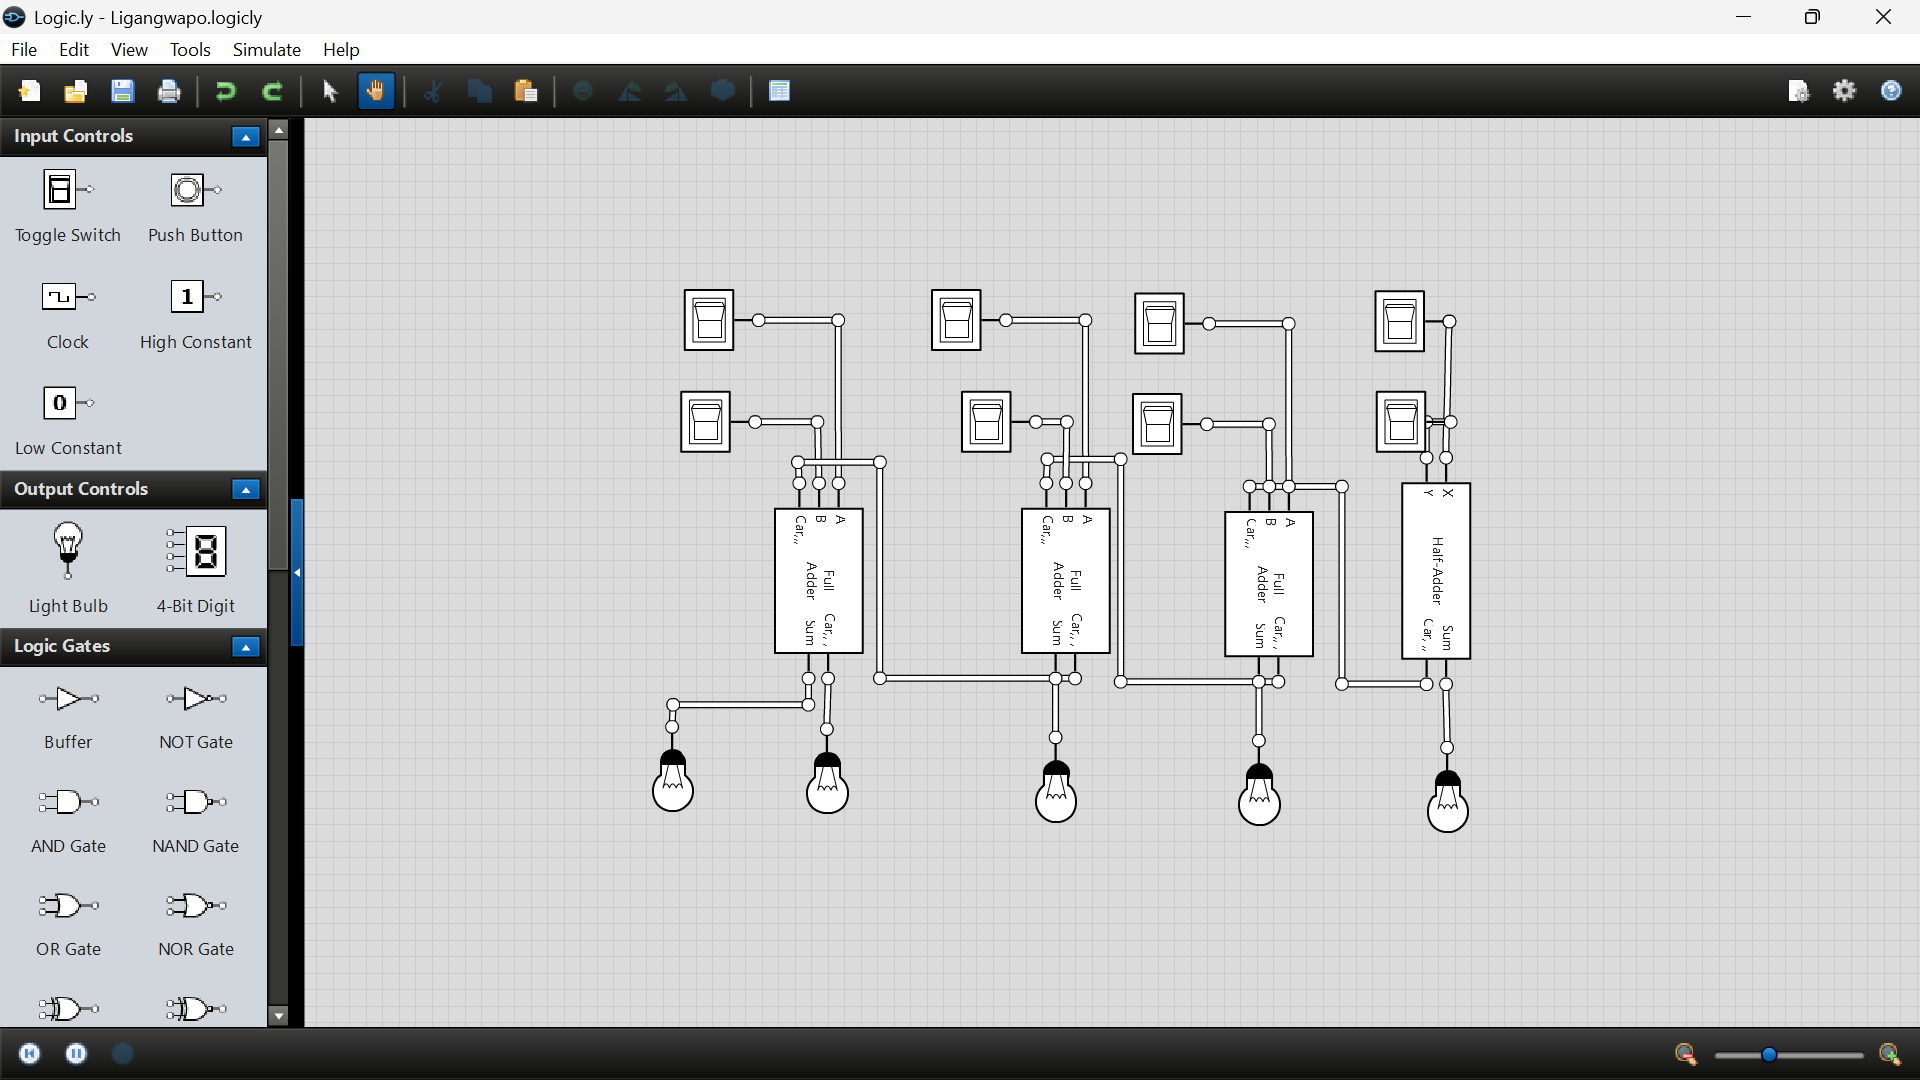 Logic.ly - Ligangwapo.logicly
File Edit View Tools Simulate Help
Input Controls
Toggle Switch Push Button
1
Clock High Constant
0
Low Constant
Output Controls
8
Light Bulb 4-Bit Digit
Logic Gates
Buffer NOT Gate
AND Gate NAND Gate
OR Gate NOR Gate
Car,,, B A
Full Adder
Sum Car,, ,
Car,,, B A
Full Adder
Sum Car,, ,
Car,,, B A
Full Adder
Sum Car,, ,
Y X
Half-Adder
Car, ,, Sum